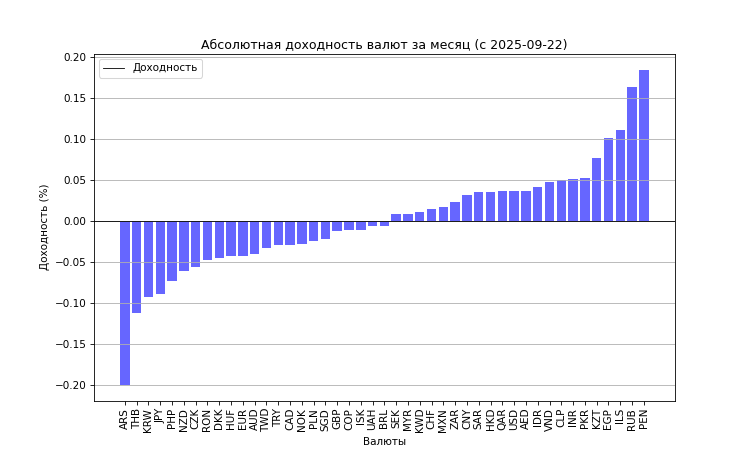 Абсолютная доходность валют за месяц (с 2025-09-22)
Доходность
0.20
0.15
0.10
0.05
0.00
−0.05
−0.10
−0.15
−0.20
Доходность (%)
ARS THB KRW JPY PHP NZD CZK RON DKK HUF EUR AUD TWD TRY CAD NOK PLN SGD GBP COP ISK UAH BRL SEK MYR KWD CHF MXN ZAR CNY SAR HKD QAR USD AED IDR VND CLP INR PKR KZT EGP ILS RUB PEN
Валюты